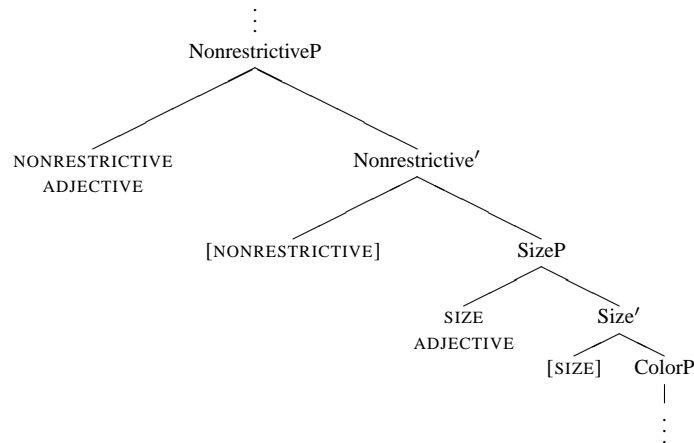 NonrestrictiveP
NONRESTRICTIVE
ADJECTIVE
Nonrestrictive′
[NONRESTRICTIVE]
SizeP
SIZE
ADJECTIVE
Size′
[SIZE]
ColorP